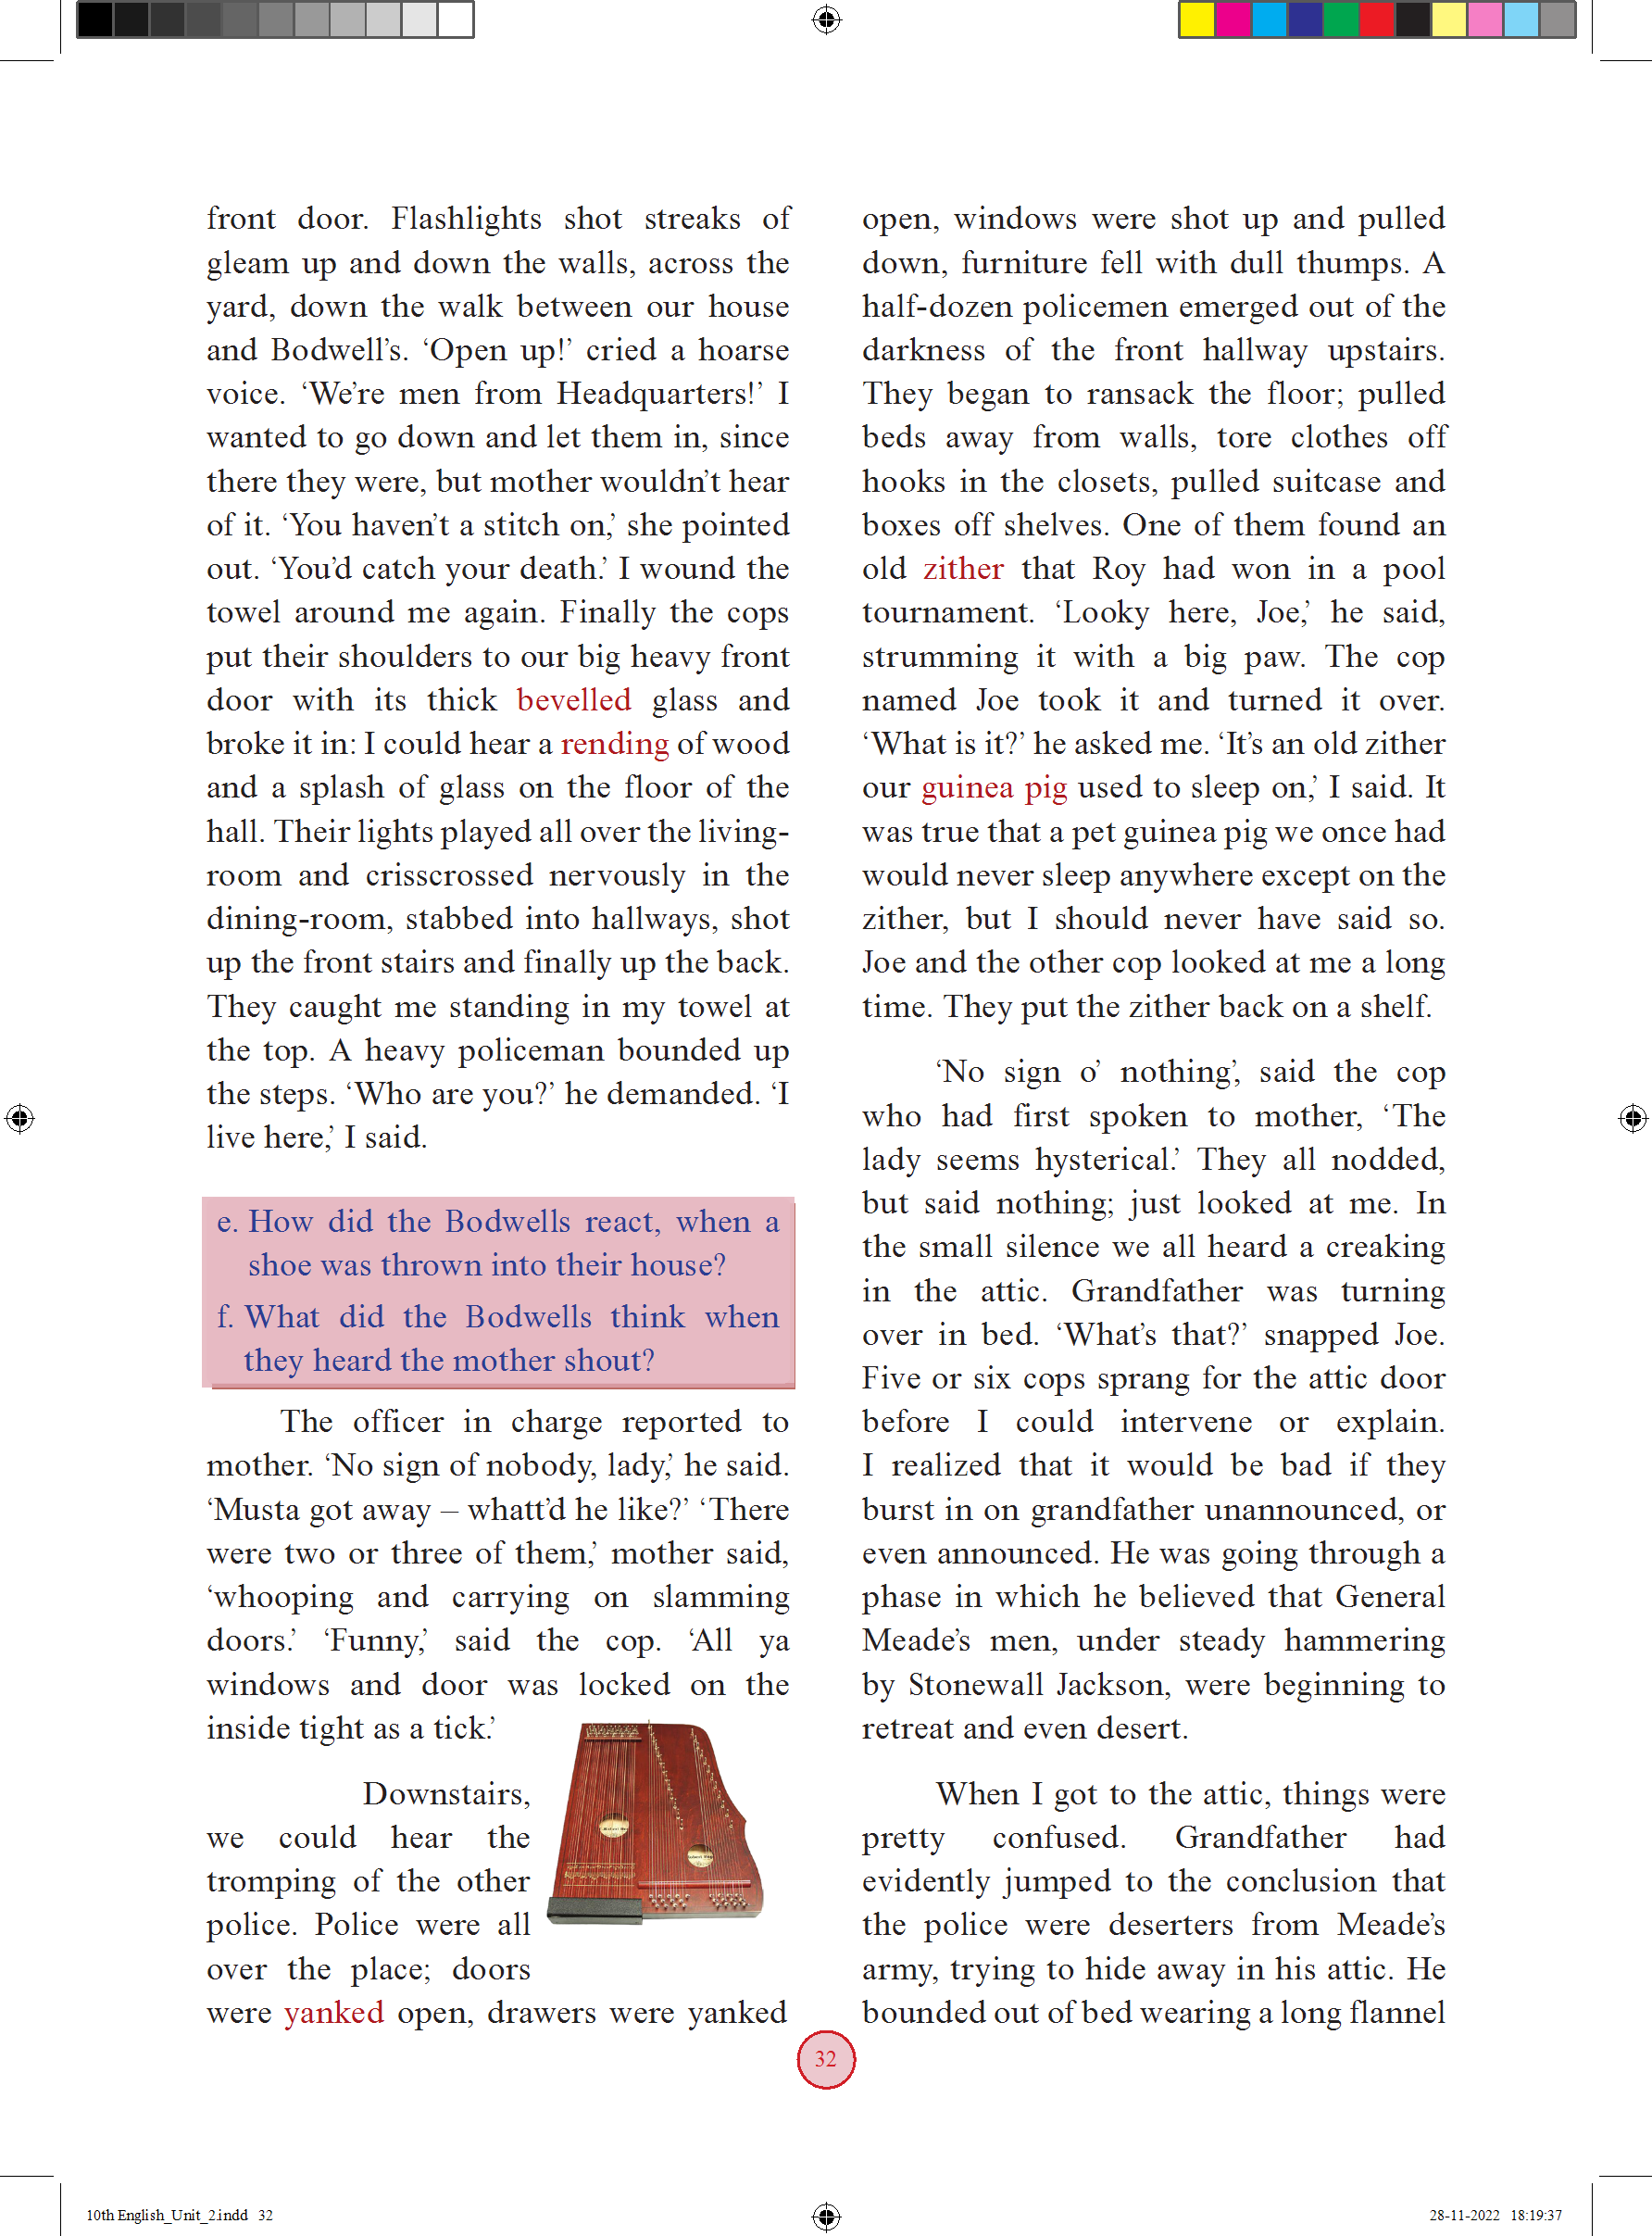 front door. Flashlights shot streaks of
gleam up and down the walls, across the
yard, down the walk between our house
and Bodwell’s. ‘Open up!’ cried a hoarse
voice. ‘We’re men from Headquarters!’ I
wanted to go down and let them in, since
there they were, but mother wouldn’t hear
of it. ‘You haven’t a stitch on,’ she pointed
out. ‘You’d catch your death.’ I wound the
towel around me again. Finally the cops
put their shoulders to our big heavy front
door with its thick bevelled glass and
broke it in: I could hear a rending of wood
and a splash of glass on the floor of the
hall. Their lights played all over the living-
room and crisscrossed nervously in the
dining-room, stabbed into hallways, shot
up the front stairs and finally up the back.
They caught me standing in my towel at
the top. A heavy policeman bounded up
the steps. ‘Who are you?’ he demanded. ‘I
live here,’ I said.
e. How did the Bodwells react, when a
shoe was thrown into their house?
f. What did the Bodwells think when
they heard the mother shout?
The officer in charge reported to
mother. ‘No sign of nobody, lady,’ he said.
‘Musta got away – whatt’d he like?’ ‘There
were two or three of them,’ mother said,
‘whooping and carrying on slamming
doors.’ ‘Funny,’ said the cop. ‘All ya
windows and door was locked on the
inside tight as a tick.’
Downstairs,
we could hear the
tromping of the other
police. Police were all
over the place; doors
were yanked open, drawers were yanked
open, windows were shot up and pulled
down, furniture fell with dull thumps. A
half-dozen policemen emerged out of the
darkness of the front hallway upstairs.
They began to ransack the floor; pulled
beds away from walls, tore clothes off
hooks in the closets, pulled suitcase and
boxes off shelves. One of them found an
old zither that Roy had won in a pool
tournament. ‘Looky here, Joe,’ he said,
strumming it with a big paw. The cop
named Joe took it and turned it over.
‘What is it?’ he asked me. ‘It’s an old zither
our guinea pig used to sleep on,’ I said. It
was true that a pet guinea pig we once had
would never sleep anywhere except on the
zither, but I should never have said so.
Joe and the other cop looked at me a long
time. They put the zither back on a shelf.
‘No sign o’ nothing’, said the cop
who had first spoken to mother, ‘The
lady seems hysterical.’ They all nodded,
but said nothing; just looked at me. In
the small silence we all heard a creaking
in the attic. Grandfather was turning
over in bed. ‘What’s that?’ snapped Joe.
Five or six cops sprang for the attic door
before I could intervene or explain.
I realized that it would be bad if they
burst in on grandfather unannounced, or
even announced. He was going through a
phase in which he believed that General
Meade’s men, under steady hammering
by Stonewall Jackson, were beginning to
retreat and even desert.
When I got to the attic, things were
pretty confused. Grandfather had
evidently jumped to the conclusion that
the police were deserters from Meade’s
army, trying to hide away in his attic. He
bounded out of bed wearing a long flannel
32
10th English_Unit_2.indd 32
28-11-2022 18:19:37